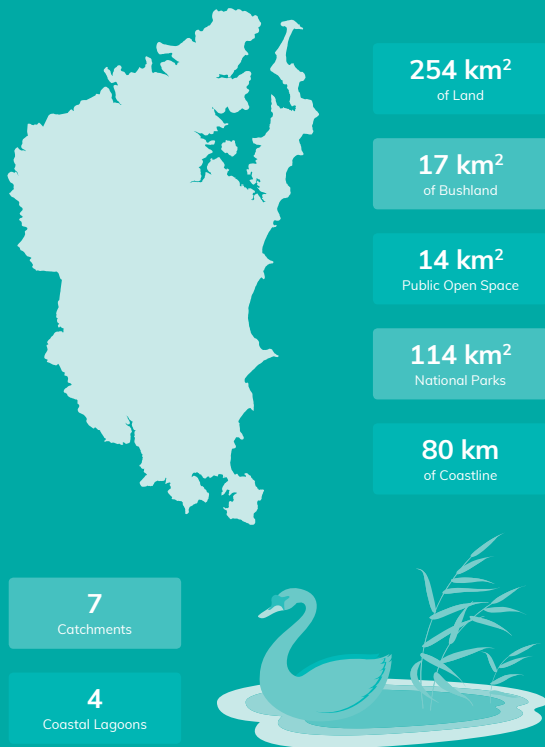 254 km²
of Land
17 km²
of Bushland
14 km²
Public Open Space
114 km²
National Parks
80 km
of Coastline
7
Catchments
4
Coastal Lagoons